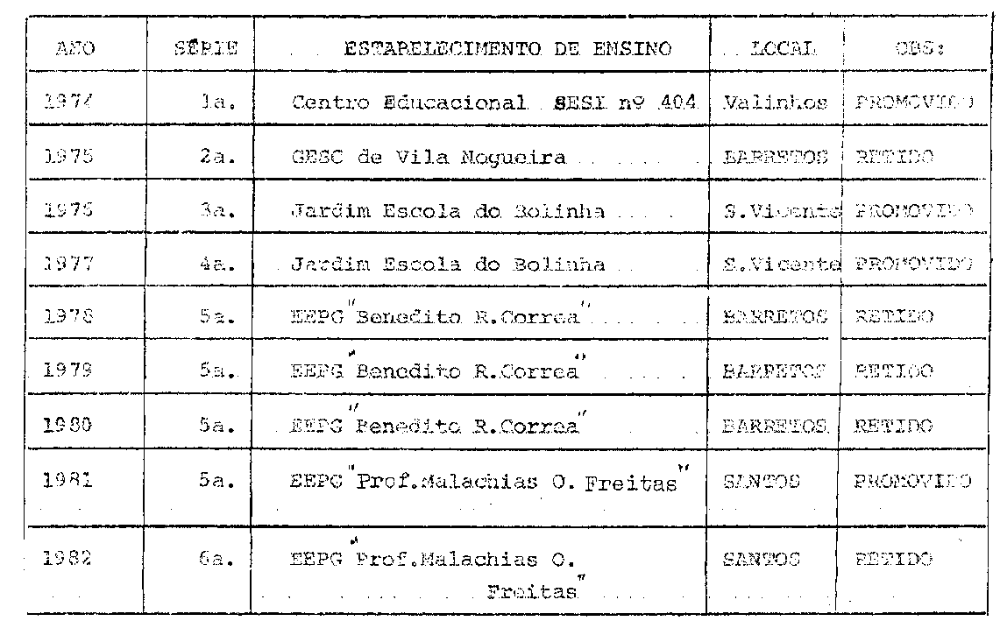 ANO SÉRIE ESTABELECIMENTO DE ENSINO LOCAL OBS:
1974 1a. Centro Educacional SESI nº 404 Valinhos PROMOVIDO
1975 2a. GESC de Vila Nogueira BARRETOS RETIDO
1976 3a. Jardim Escola do Bolinha S.Vicente PROMOVIDO
1977 4a. Jardim Escola do Bolinha S.Vicente PROMOVIDO
1978 5a. EEPG "Benedito R.Correa" BARRETOS RETIDO
1979 5a. EEPG "Benedito R.Correa" BARRETOS RETIDO
1980 5a. EEPG "Benedito R.Correa" BARRETOS RETIDO
1981 5a. EEPG "Prof.Malachias O. Freitas" SANTOS PROMOVIDO
1982 6a. EEPG "Prof.Malachias O. SANTOS RETIDO
Freitas"